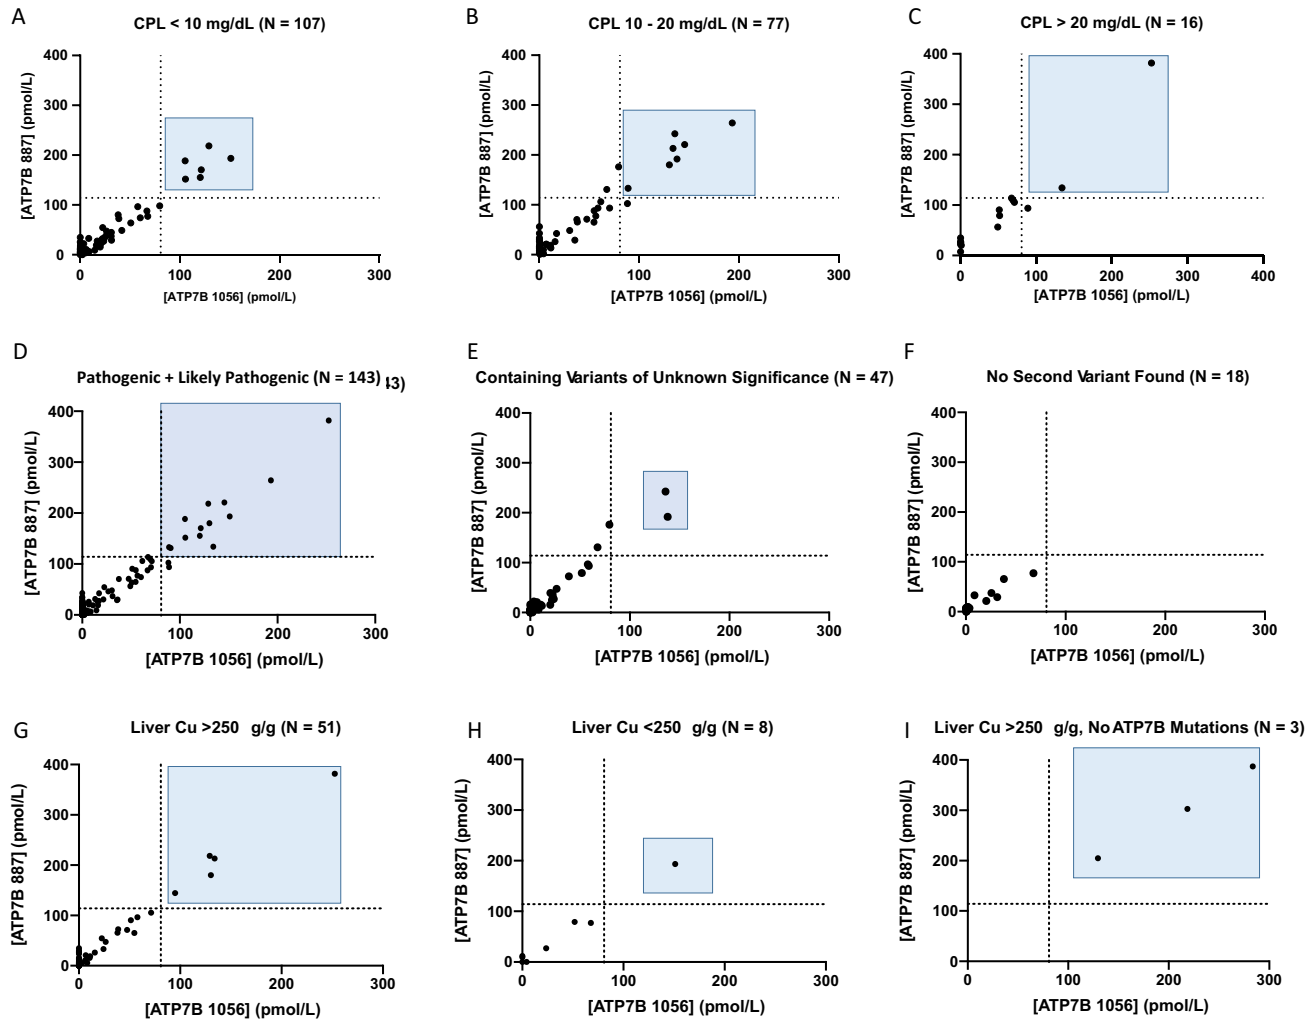 A
CPL < 10 mg/dL (N = 107)
[ATP7B 887] (pmol/L)
400
300
200
100
0
0
100
200
300
[ATP7B 1056] (pmol/L)
B
CPL 10 - 20 mg/dL (N = 77)
[ATP7B 887] (pmol/L)
400
300
200
100
0
0
100
200
300
[ATP7B 1056] (pmol/L)
C
CPL > 20 mg/dL (N = 16)
[ATP7B 887] (pmol/L)
400
300
200
100
0
0
100
200
300
400
[ATP7B 1056] (pmol/L)
D
Pathogenic + Likely Pathogenic (N = 143) 43)
[ATP7B 887] (pmol/L)
400
300
200
100
0
0
100
200
300
[ATP7B 1056] (pmol/L)
E
Containing Variants of Unknown Significance (N = 47)
[ATP7B 887] (pmol/L)
400
300
200
100
0
0
100
200
300
[ATP7B 1056] (pmol/L)
F
No Second Variant Found (N = 18)
[ATP7B 887] (pmol/L)
400
300
200
100
0
0
100
200
300
[ATP7B 1056] (pmol/L)
G
Liver Cu >250 g/g (N = 51)
[ATP7B 887] (pmol/L)
400
300
200
100
0
0
100
200
300
[ATP7B 1056] (pmol/L)
H
Liver Cu <250 g/g (N = 8)
[ATP7B 887] (pmol/L)
400
300
200
100
0
0
100
200
300
[ATP7B 1056] (pmol/L)
I
Liver Cu >250 g/g, No ATP7B Mutations (N = 3)
[ATP7B 887] (pmol/L)
400
300
200
100
0
0
100
200
300
[ATP7B 1056] (pmol/L)